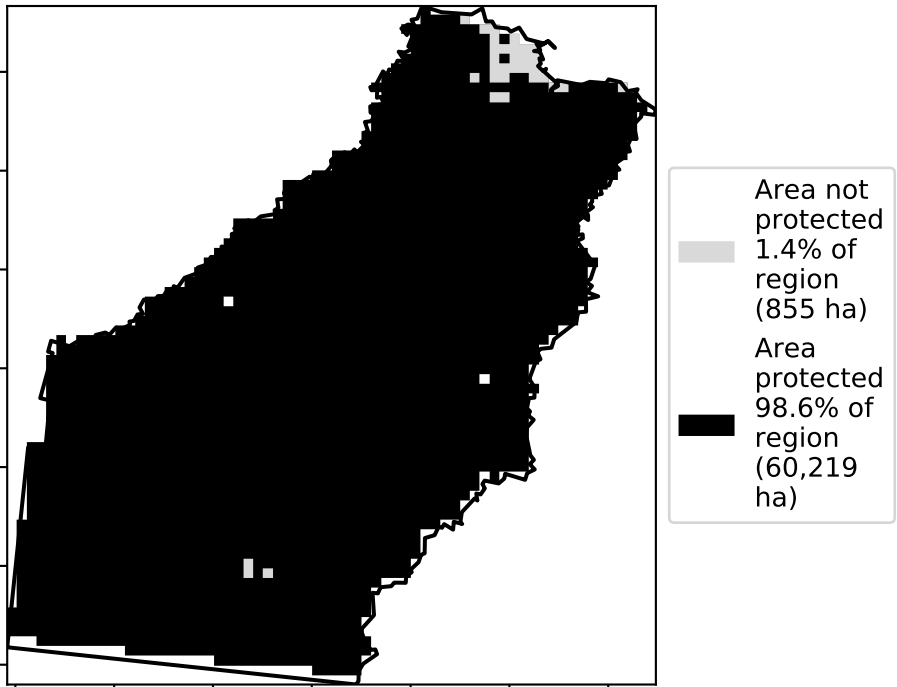 Area not
protected
1.4% of
region
(855 ha)
Area
protected
98.6% of
region
(60,219
ha)